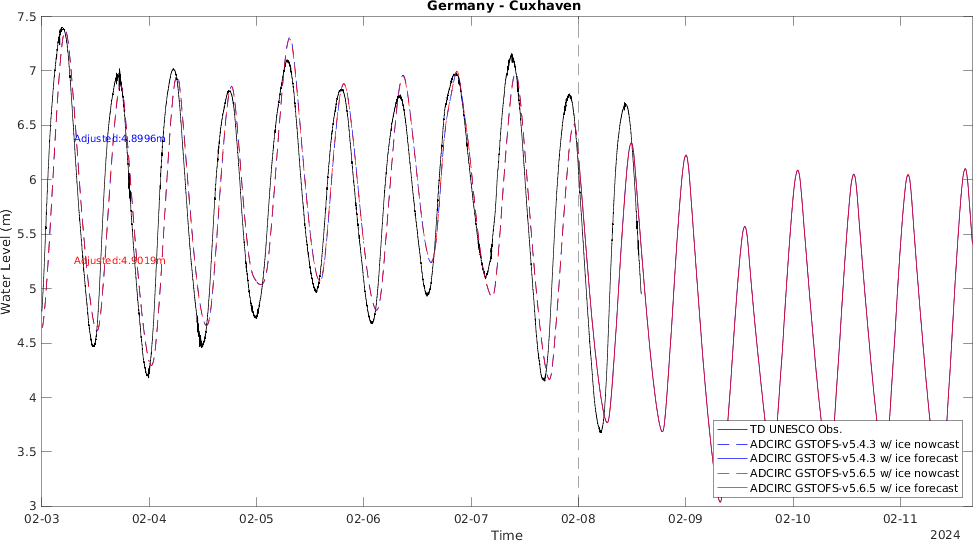 Germany - Cuxhaven
7.5
7
6.5
6
5.5
5
4.5
4
3.5
3
Water Level (m)
Adjusted:4.8996m
Adjusted:4.9019m
TD UNESCO Obs.
ADCIRC GSTOFS-v5.4.3 w/ ice nowcast
ADCIRC GSTOFS-v5.4.3 w/ ice forecast
ADCIRC GSTOFS-v5.6.5 w/ ice nowcast
ADCIRC GSTOFS-v5.6.5 w/ ice forecast
02-03 02-04 02-05 02-06 02-07 02-08 02-09 02-10 02-11
Time
2024